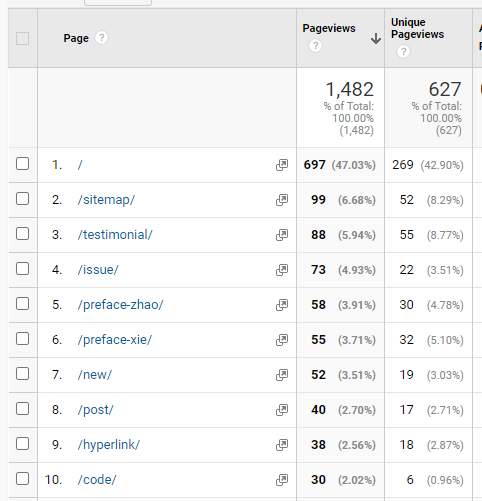 Page ?
Pageviews ?
Unique Pageviews ?
1,482
% of Total:
100.00%
(1,482)
627
% of Total:
100.00%
(627)
1. / 697 (47.03%) 269 (42.90%)
2. /sitemap/ 99 (6.68%) 52 (8.29%)
3. /testimonial/ 88 (5.94%) 55 (8.77%)
4. /issue/ 73 (4.93%) 22 (3.51%)
5. /preface-zhao/ 58 (3.91%) 30 (4.78%)
6. /preface-xie/ 55 (3.71%) 32 (5.10%)
7. /new/ 52 (3.51%) 19 (3.03%)
8. /post/ 40 (2.70%) 17 (2.71%)
9. /hyperlink/ 38 (2.56%) 18 (2.87%)
10. /code/ 30 (2.02%) 6 (0.96%)